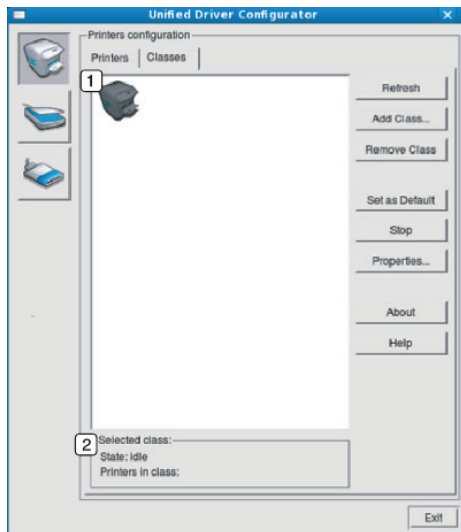 Unified Driver Configurator
Printers configuration
Printers Classes
1
Refresh
Add Class...
Remove Class
Set as Default
Stop
Properties...
About
Help
2
Selected class:
State: idle
Printers in class:
Exit